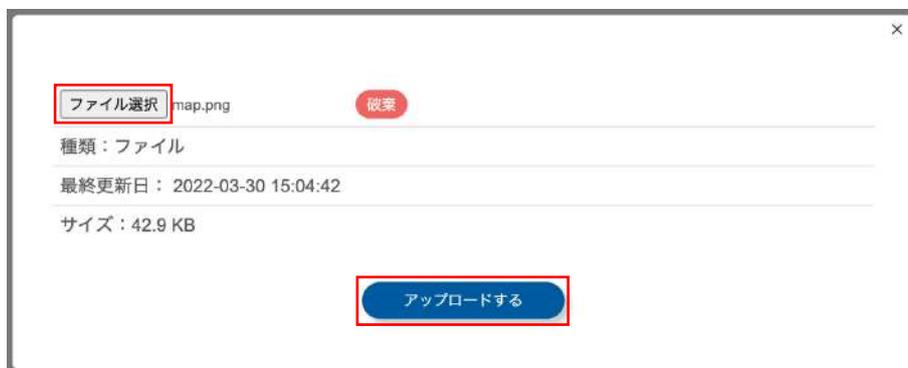 ×
ファイル選択 map.png 破棄
種類：ファイル
最終更新日： 2022-03-30 15:04:42
サイズ：42.9 KB
アップロードする